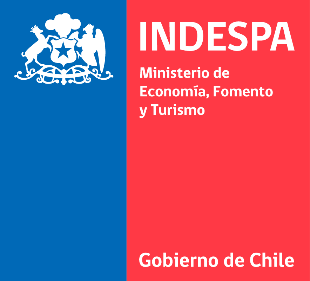 INDESPA
Ministerio de
Economía, Fomento
y Turismo
Gobierno de Chile